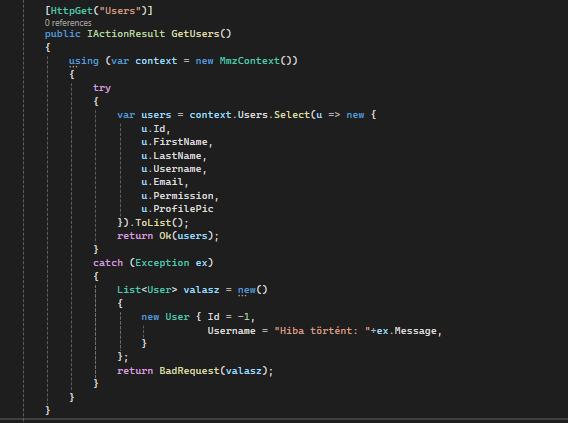 [HttpGet("Users")]
0 references
public IActionResult GetUsers()
{
using (var context = new MmzContext())
{
try
{
var users = context.Users.Select(u => new {
u.Id,
u.FirstName,
u.LastName,
u.Username,
u.Email,
u.Permission,
u.ProfilePic
}).ToList();
return Ok(users);
}
catch (Exception ex)
{
List<User> valasz = new()
{
new User { Id = -1,
Username = "Hiba történt: "+ex.Message,
}
};
return BadRequest(valasz);
}
}
}